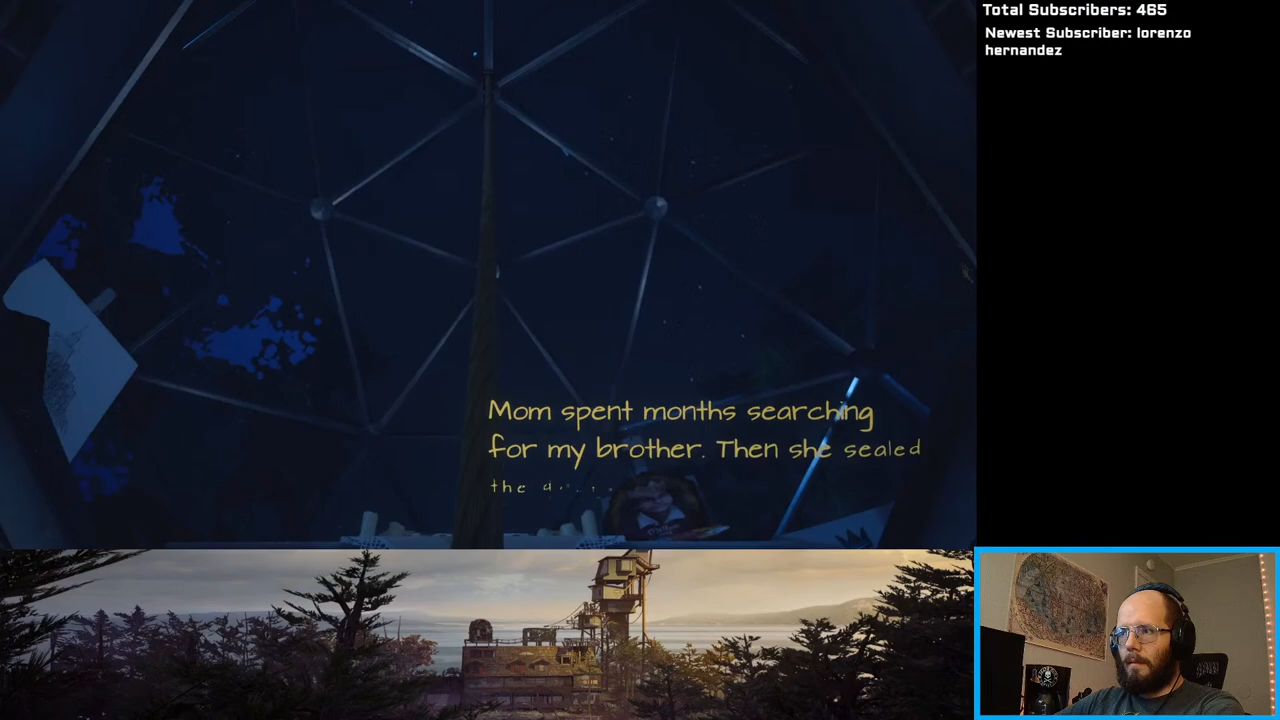 Total Subscribers: 465
Newest Subscriber: lorenzo
hernandez
Mom spent months searching
for my brother. Then she sealed
the